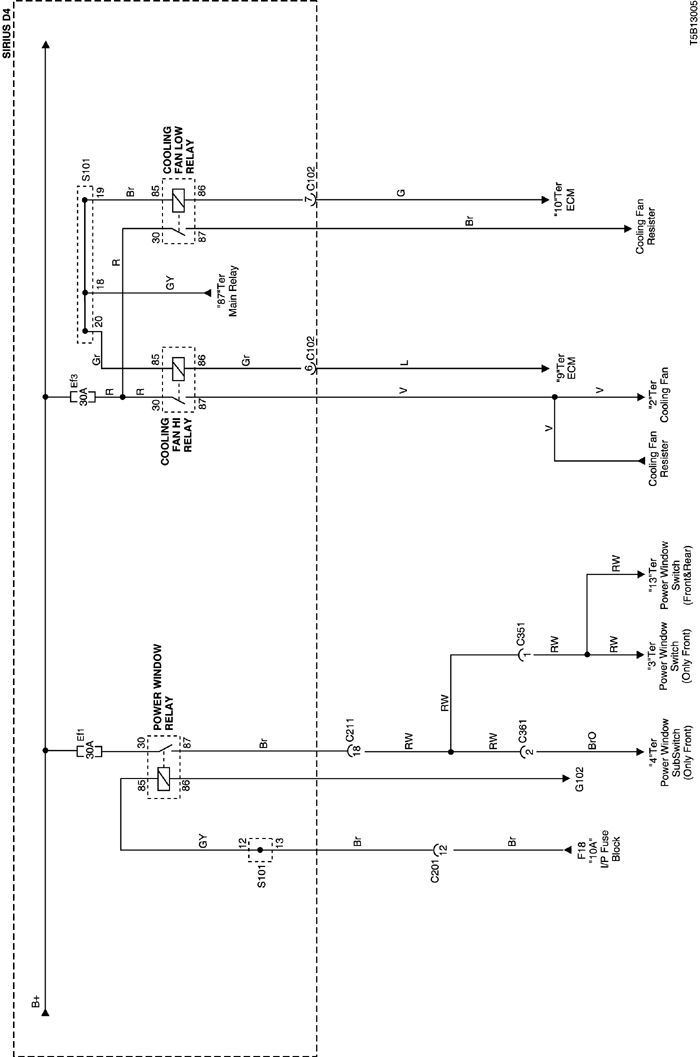 SIRIUS D4
B+
Ef1
30A
POWER WINDOW
RELAY
30
87
85
86
GY
12
13
S101
Br
C201
12
Br
F18
"10A"
I/P Fuse
Block
G102
Br
C211
18
RW
RW
RW
C361
2
BrO
"4"Ter
Power Window
SubSwitch
(Only Front)
C351
1
RW
RW
RW
"3"Ter
Power Window
Switch
(Only Front)
"13"Ter
Power Window
Switch
(Front&Rear)
Ef3
30A
R
R
R
COOLING
FAN HI
RELAY
30
87
85
86
Gr
Gr
6
C102
L
"9"Ter
ECM
V
V
V
Cooling Fan
Resister
"2"Ter
Cooling Fan
S101
20
18
19
GY
"87"Ter
Main Relay
Br
COOLING
FAN LOW
RELAY
30
87
85
86
7
C102
G
"10"Ter
ECM
Br
Cooling Fan
Resister
T5B13005